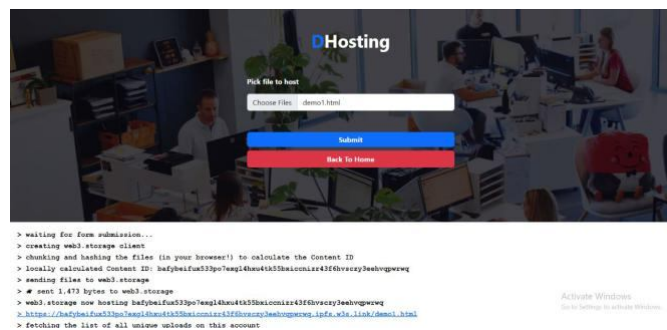 DHosting
Pick file to host
Choose Files demo1.html
Submit
Back To Home
> waiting for form submission...
> creating web3.storage client
> chunking and hashing the files (in your browser!) to calculate the Content ID
> locally calculated Content ID: bafybeifux533po7exgl4hxu4tk55bxiccnizr43f6hvsczy3eehvqpwrwq
> sending files to web3.storage
> sent 1,473 bytes to web3.storage
> web3.storage now hosting bafybeifux533po7exgl4hxu4tk55bxiccnizr43f6hvsczy3eehvqpwrwq
> https://bafybeifux533po7exgl4hxu4tk55bxiccnizr43f6hvsczy3eehvqpwrwq.ipfs.w3s.link/demo1.html
> fetching the list of all unique uploads on this account
Activate Windows
Go to Settings to activate Windows.